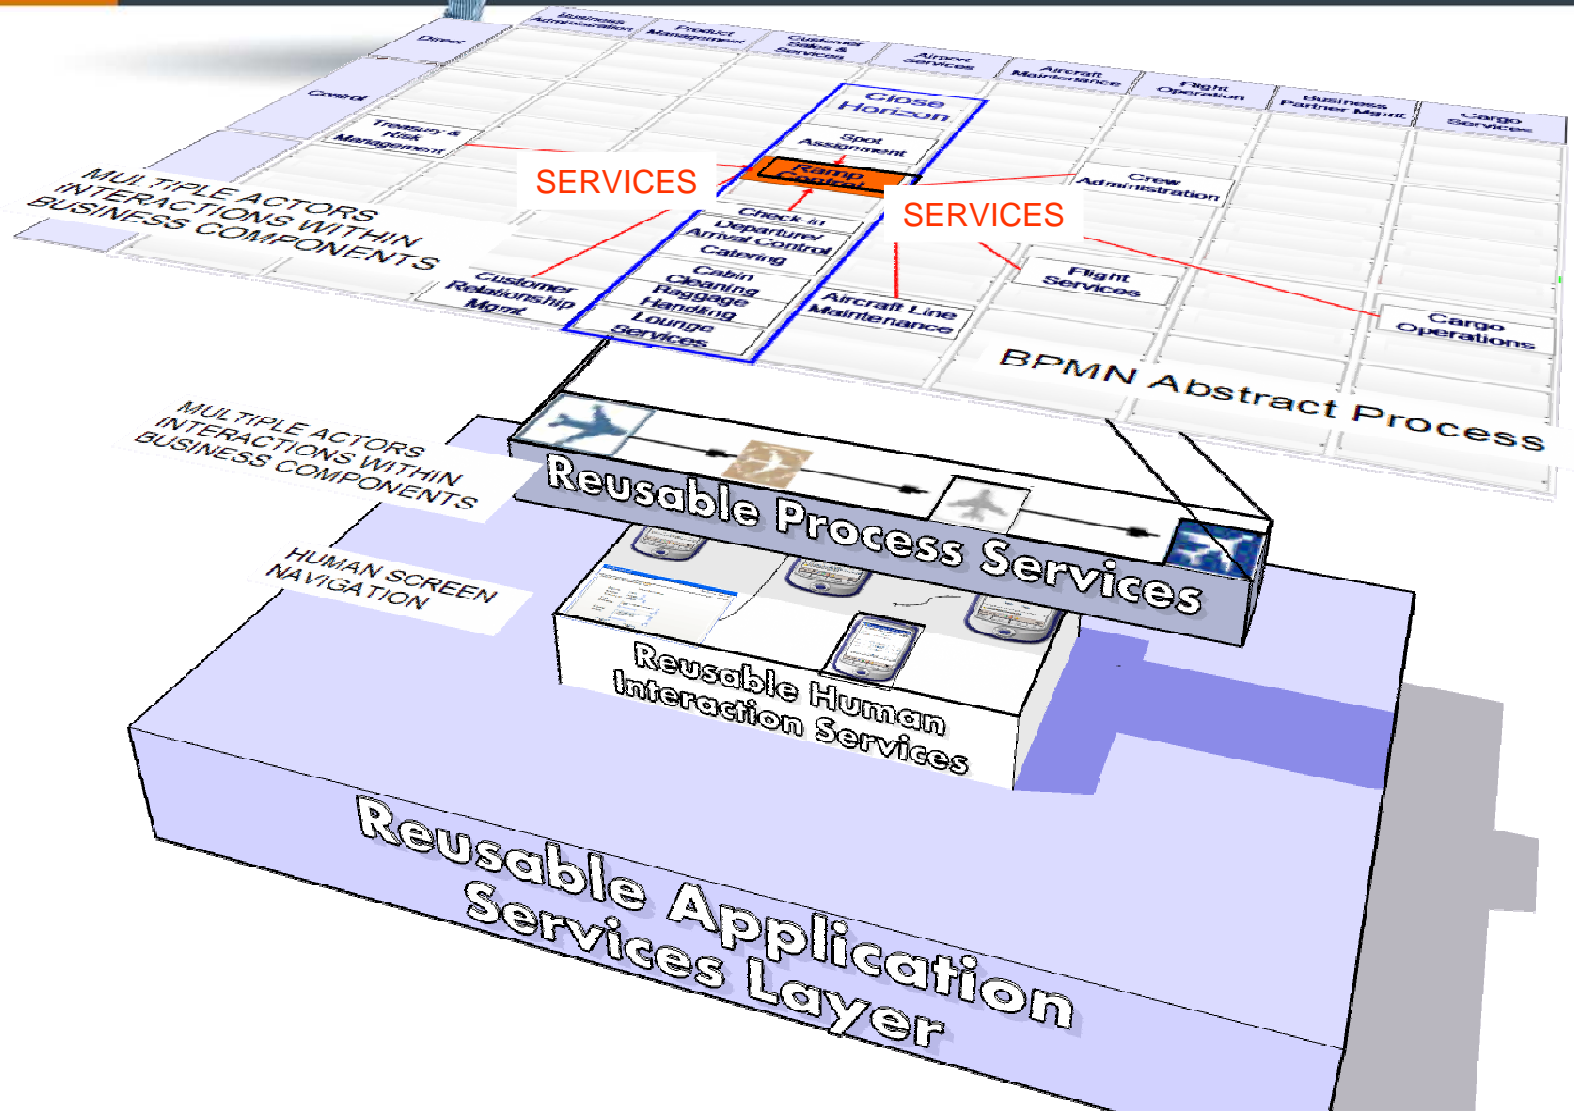 Business
Administration
Product
Management
Customer
Sales &
Services
Airport
Services
Aircraft
Maintenance
Flight
Operation
Business
Partner Mgmt
Cargo
Services
Direct
Control
Treasury &
Risk
Management
Close
Horizon
Spot
Assignment
Ramp
Control
Check in
Departure/
Arrival Control
Catering
Cabin
Cleaning
Baggage
Handling
Lounge
Services
SERVICES
SERVICES
Crew
Administration
Flight
Services
Cargo
Operations
Aircraft Line
Maintenance
Customer
Relationship
Mgmt
MULTIPLE ACTORS
INTERACTIONS WITHIN
BUSINESS COMPONENTS
BPMN Abstract Process
MULTIPLE ACTORS
INTERACTIONS WITHIN
BUSINESS COMPONENTS
Reusable Process Services
HUMAN SCREEN
NAVIGATION
Reusable Human
Interaction Services
Reusable Application
Services Layer